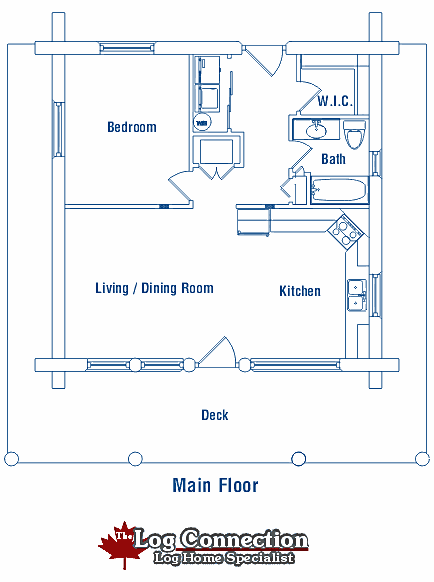 Bedroom
W.I.C.
Bath
Living / Dining Room
Kitchen
Deck
Main Floor
The Log Connection
Log Home Specialist